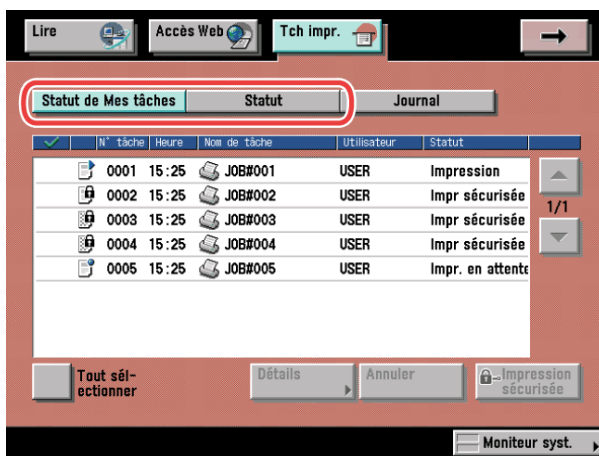 Lire Accès Web Tch impr.
Statut de Mes tâches Statut Journal
N° tâche Heure Nom de tâche Utilisateur Statut
0001 15:25 JOB#001 USER Impression
0002 15:25 JOB#002 USER Impr sécurisée
0003 15:25 JOB#003 USER Impr sécurisée
0004 15:25 JOB#004 USER Impr sécurisée
0005 15:25 JOB#005 USER Impr. en attente
1/1
Tout sél-
ectionner
Détails Annuler Impression
sécurisée
Moniteur syst.